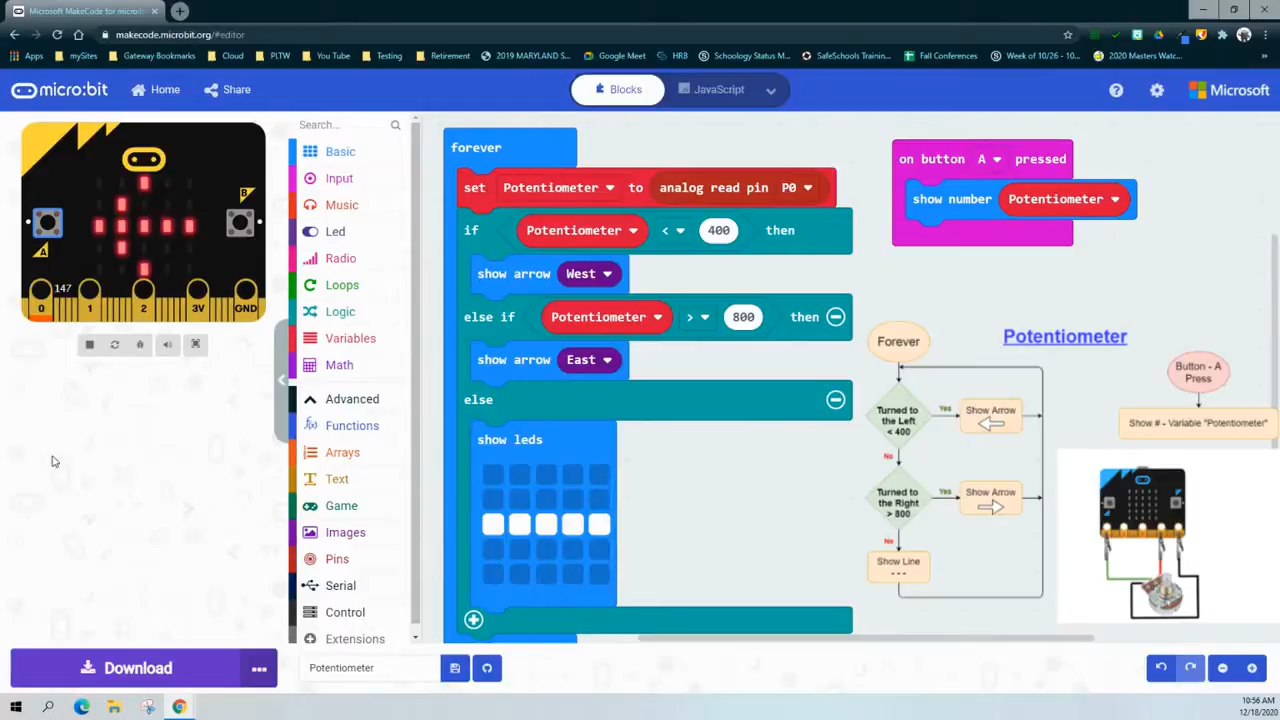 Microsoft MakeCode for micro:bit
makecode.microbit.org/#editor
Apps
mySites
Gateway Bookmarks
Cloud
PLTW
You Tube
Testing
Retirement
2019 MARYLAND S...
Google Meet
HRB
Schoology Status M...
SafeSchools Training...
Fall Conferences
Week of 10/26 - 10...
2020 Masters Watc...
micro:bit
Home
Share
Blocks
JavaScript
Microsoft
Search...
Basic
Input
Music
Led
Radio
Loops
Logic
Variables
Math
Advanced
Functions
Arrays
Text
Game
Images
Pins
Serial
Control
Extensions
A
B
147
0
1
2
3V
GND
forever
set Potentiometer to analog read pin P0
if Potentiometer < 400 then
show arrow West
else if Potentiometer > 800 then
show arrow East
else
show leds
on button A pressed
show number Potentiometer
Forever
Turned to
the Left
< 400
Yes
Show Arrow
No
Turned to
the Right
> 800
Yes
Show Arrow
No
Show Line
- - -
Potentiometer
Button - A
Press
Show # - Variable "Potentiometer"
Download
Potentiometer
10:56 AM
12/18/2020